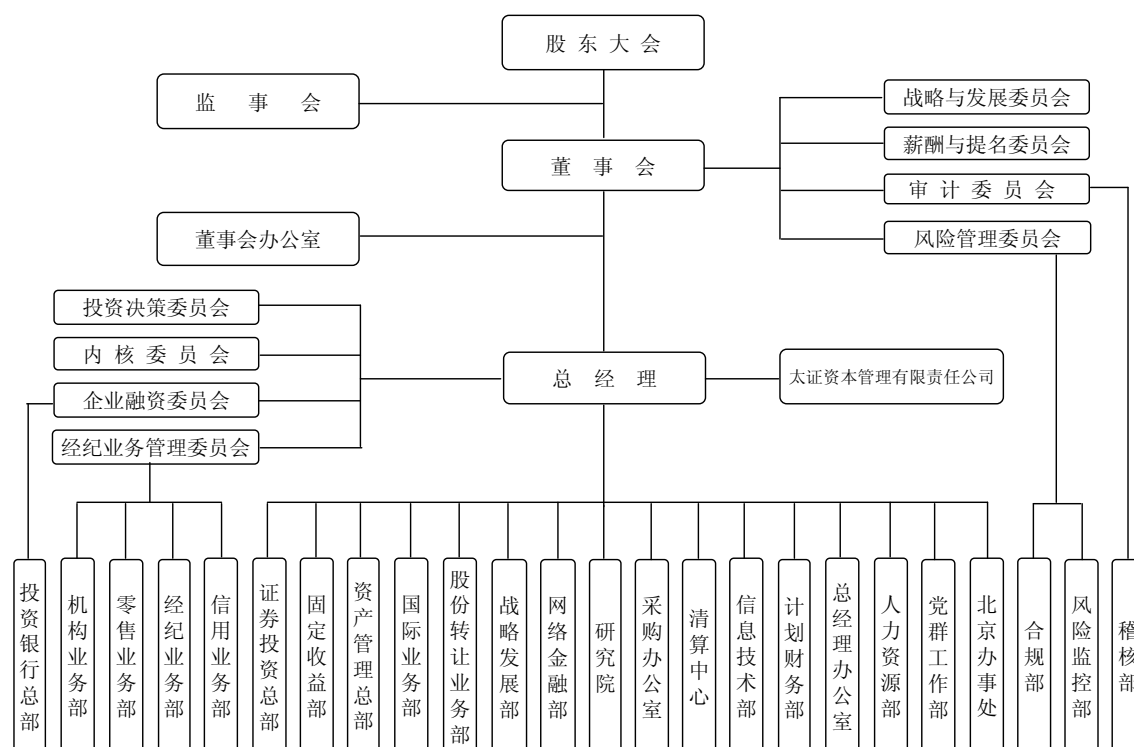 股东大会
监事会
战略与发展委员会
薪酬与提名委员会
董事会
审计委员会
董事会办公室
风险管理委员会
投资决策委员会
内核委员会
总经理
太证资本管理有限责任公司
企业融资委员会
经纪业务管理委员会
投资银行总部
机构业务部
零售业务部
经纪业务部
信用业务部
证券投资总部
固定收益部
资产管理总部
国际业务部
股份转让业务部
战略发展部
网络金融部
研究院
采购办公室
清算中心
信息技术部
计划财务部
总经理办公室
人力资源部
党群工作部
北京办事处
合规部
风险监控部
稽核部